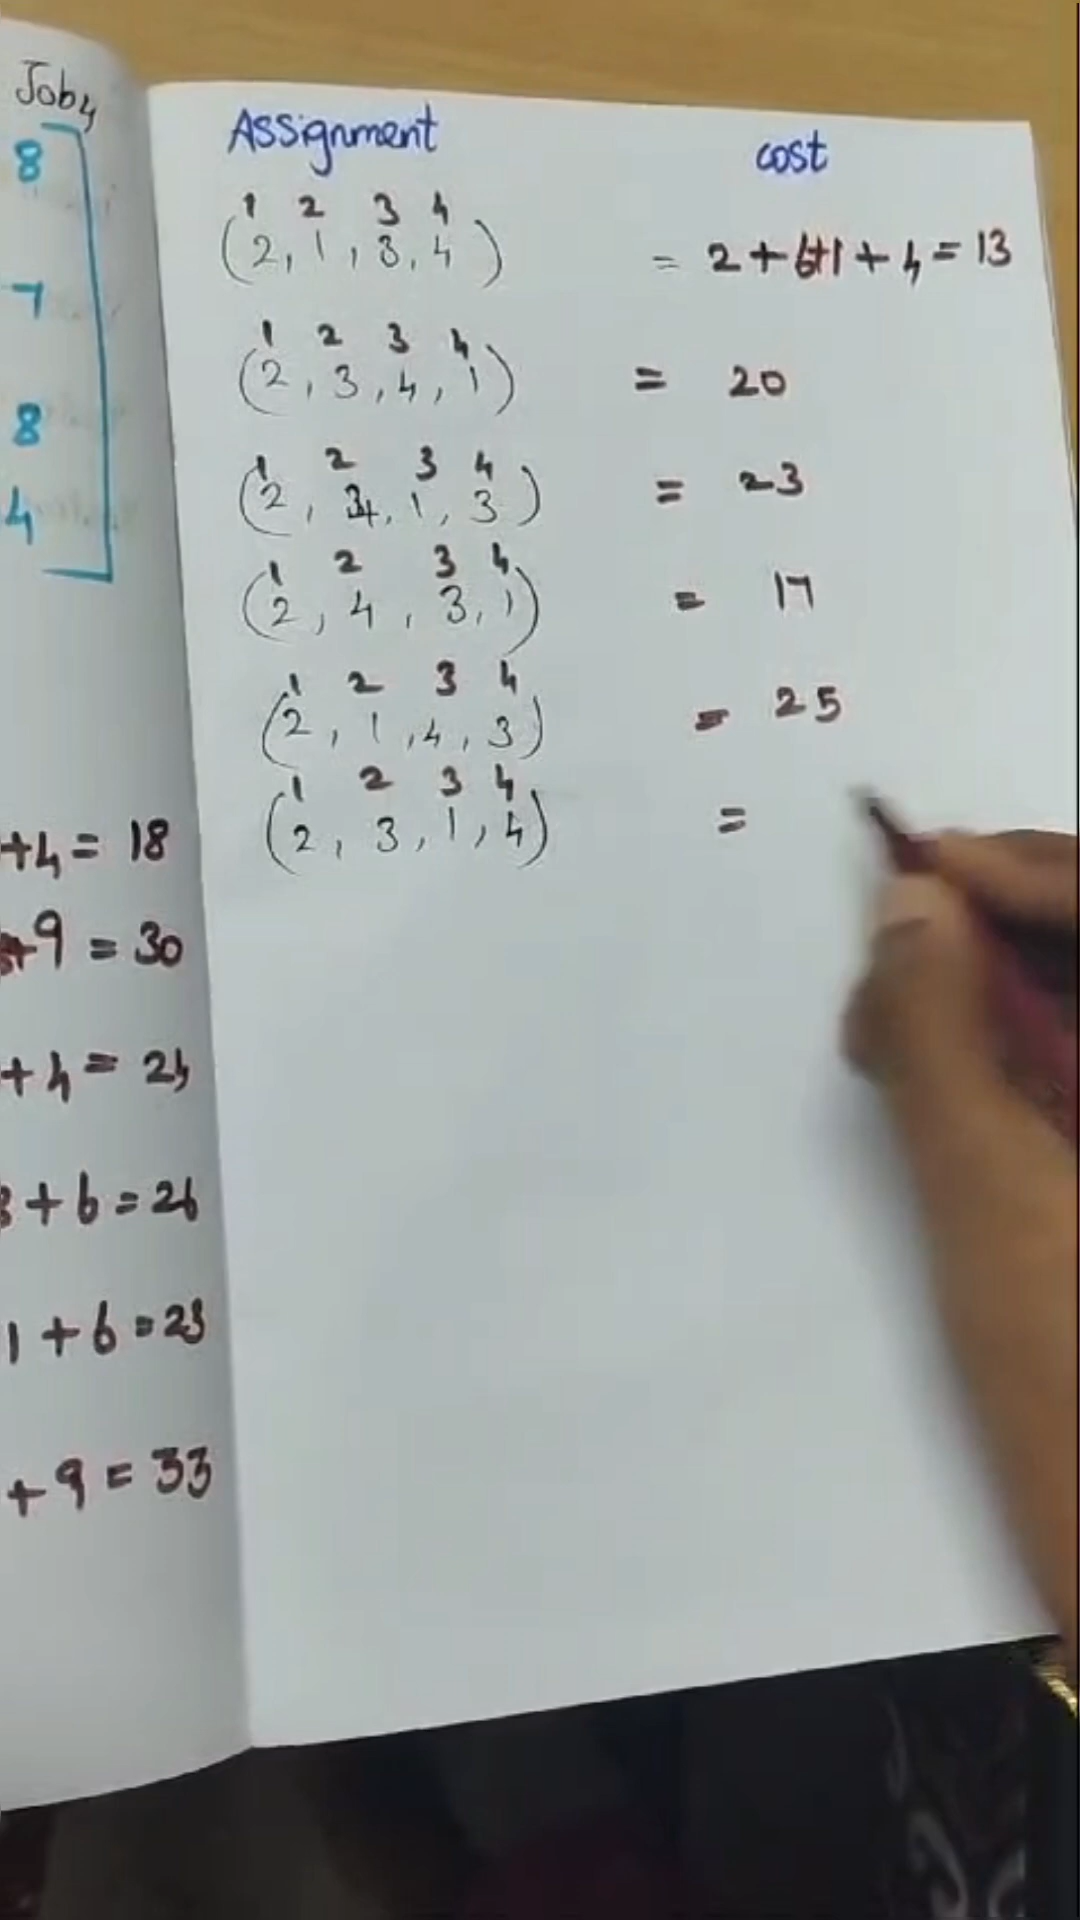 Job4
8
7
8
4
+4 = 18
+9 = 30
+4 = 24
3+6=26
1+6=23
+9=33
Assignment cost
1 2 3 4
(2, 1, 3, 4) = 2+6+1+4=13
1 2 3 4
(2, 3, 4, 1) = 20
1 2 3 4
(2, 4, 1, 3) = 23
1 2 3 4
(2, 4, 3, 1) = 17
1 2 3 4
(2, 1, 4, 3) = 25
1 2 3 4
(2, 3, 1, 4) =